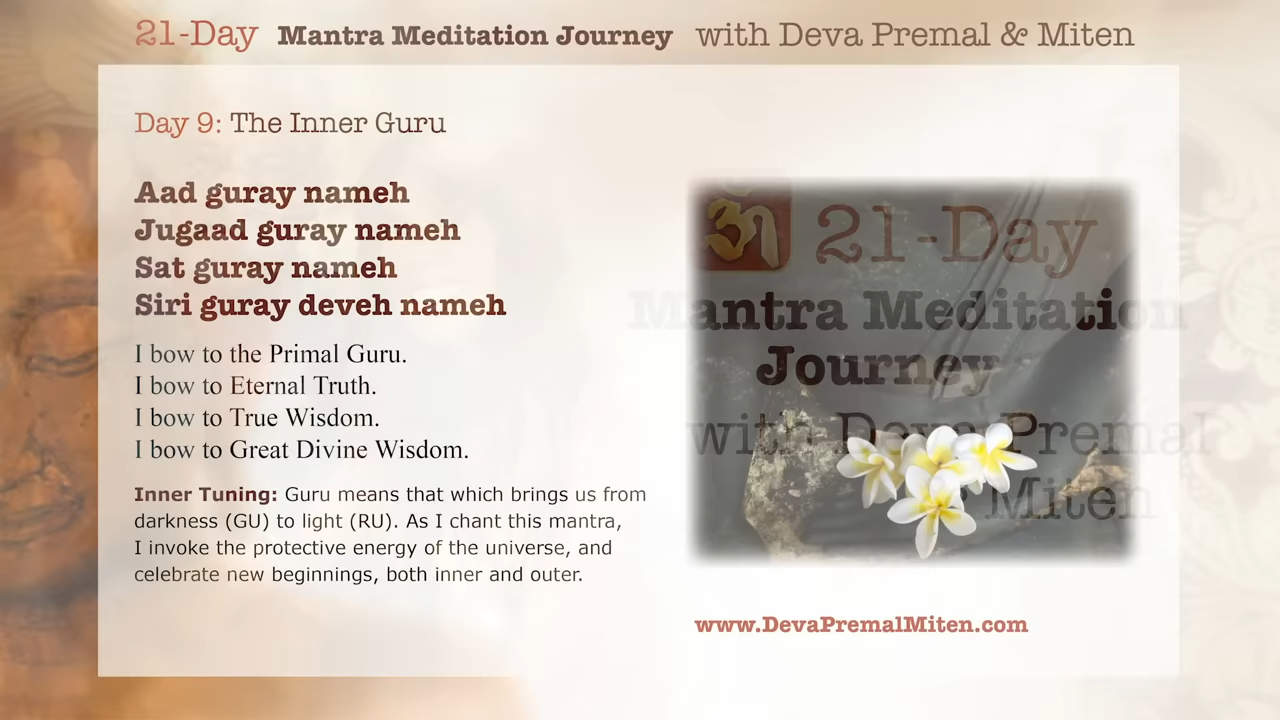 21-Day Mantra Meditation Journey with Deva Premal & Miten
Day 9: The Inner Guru
Aad guray nameh
Jugaad guray nameh
Sat guray nameh
Siri guray deveh nameh
I bow to the Primal Guru.
I bow to Eternal Truth.
I bow to True Wisdom.
I bow to Great Divine Wisdom.
Inner Tuning: Guru means that which brings us from
darkness (GU) to light (RU). As I chant this mantra,
I invoke the protective energy of the universe, and
celebrate new beginnings, both inner and outer.
21-Day
Mantra Meditation
Journey
with Deva Premal
& Miten
www.DevaPremalMiten.com